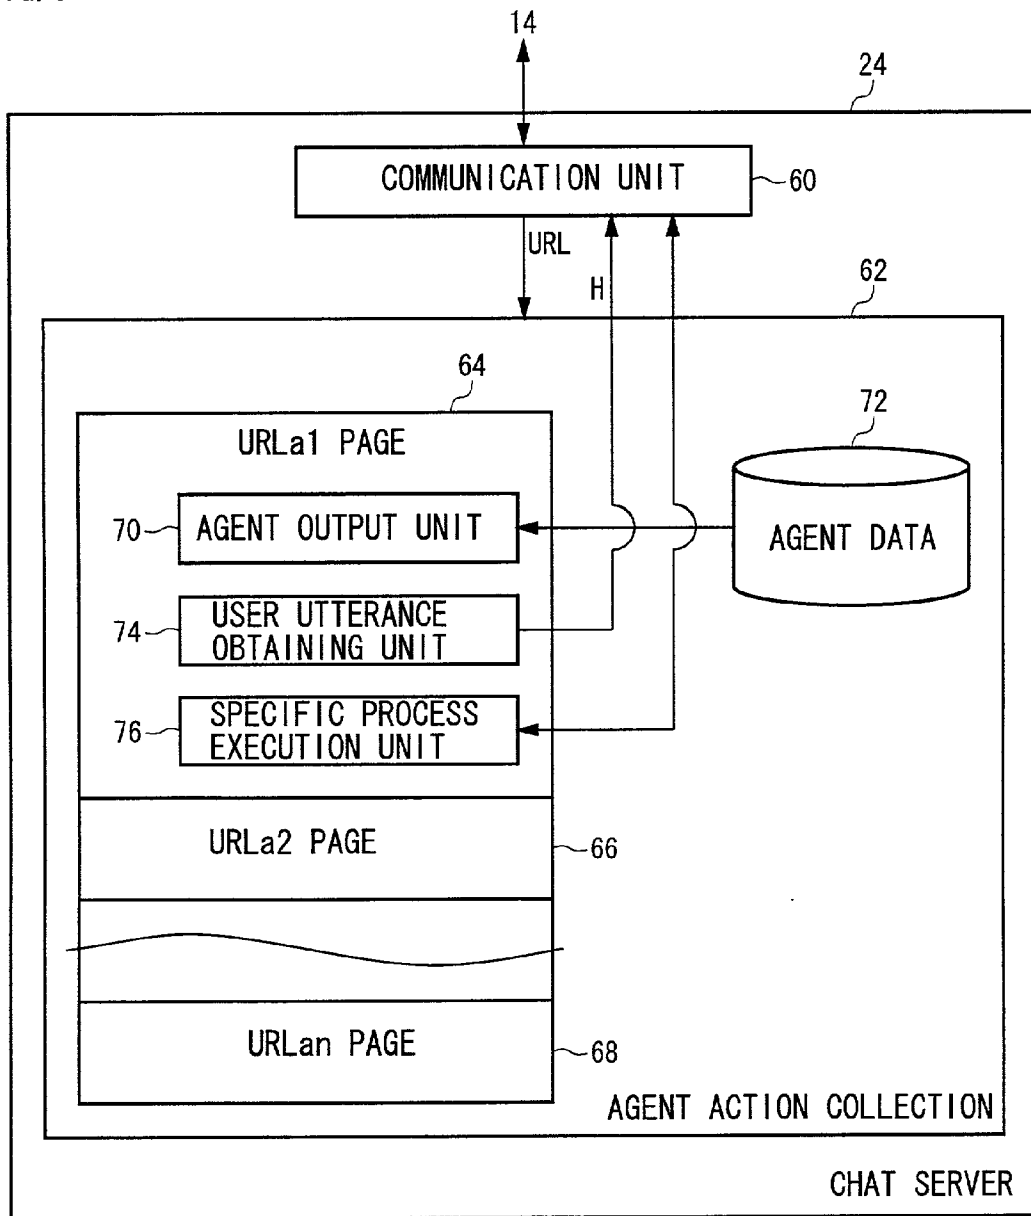 14
24
COMMUNICATION UNIT
60
URL
H
62
64
URLa1 PAGE
72
70
AGENT OUTPUT UNIT
AGENT DATA
74
USER UTTERANCE
OBTAINING UNIT
76
SPECIFIC PROCESS
EXECUTION UNIT
URLa2 PAGE
66
URLan PAGE
68
AGENT ACTION COLLECTION
CHAT SERVER